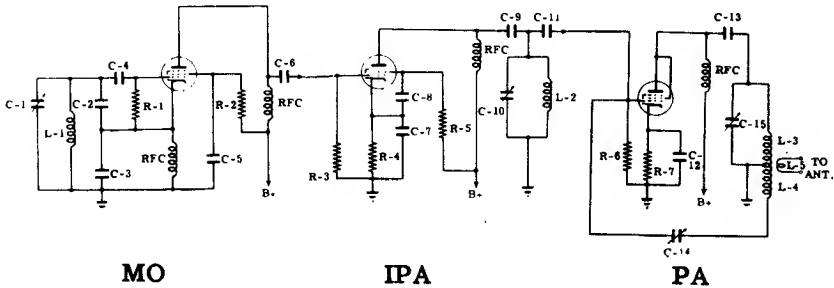 C-1
L-1
C-2
C-3
C-4
R-1
RFC
C-5
R-2
C-6
RFC
B+
R-3
R-4
C-8
C-7
R-5
RFC
B+
C-9
C-11
C-10
L-2
R-6
R-7
C-12
RFC
B+
C-13
C-15
L-3
L-5
TO
ANT.
L-4
C-14
MO
IPA
PA